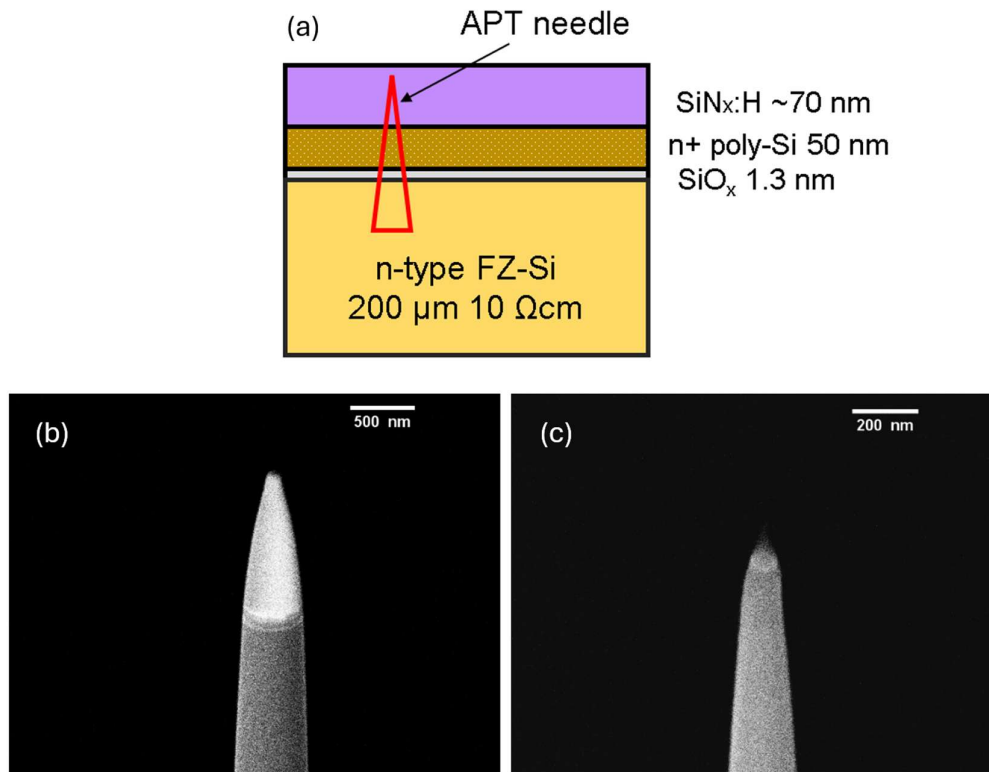 (a)
APT needle
SiNx:H ~70 nm
n+ poly-Si 50 nm
SiOₓ 1.3 nm
n-type FZ-Si
200 µm 10 Ωcm
(b)
500 nm
(c)
200 nm